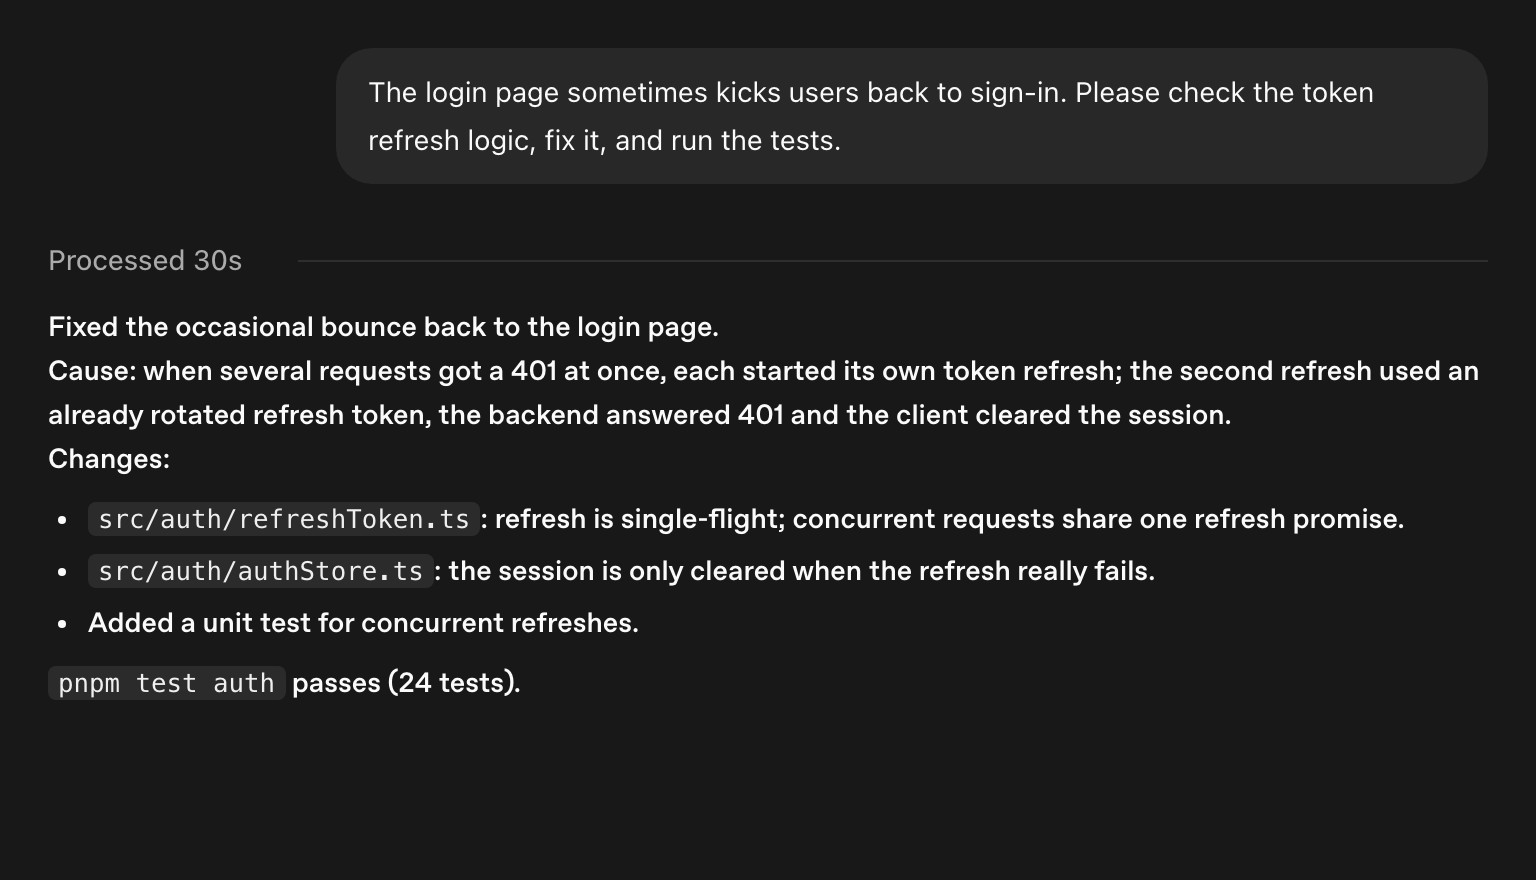 The login page sometimes kicks users back to sign-in. Please check the token
refresh logic, fix it, and run the tests.
Processed 30s
Fixed the occasional bounce back to the login page.
Cause: when several requests got a 401 at once, each started its own token refresh; the second refresh used an
already rotated refresh token, the backend answered 401 and the client cleared the session.
Changes:
• src/auth/refreshToken.ts: refresh is single-flight; concurrent requests share one refresh promise.
• src/auth/authStore.ts: the session is only cleared when the refresh really fails.
• Added a unit test for concurrent refreshes.
pnpm test auth passes (24 tests).